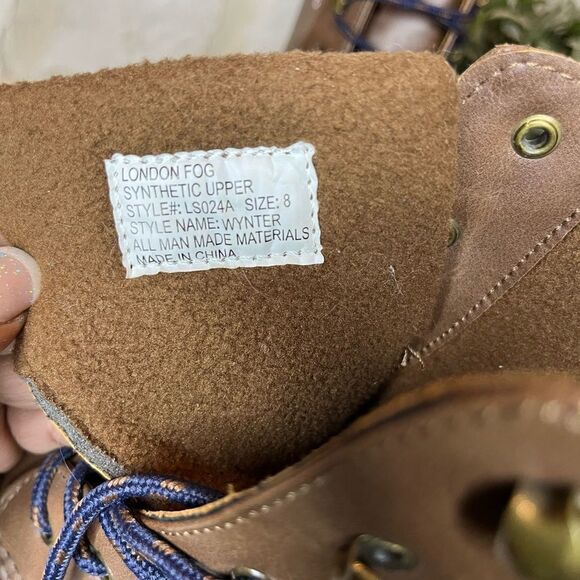 LONDON FOG
SYNTHETIC UPPER
STYLE#: LS024A SIZE: 8
STYLE NAME: WYNTER
ALL MAN MADE MATERIALS
MADE IN CHINA